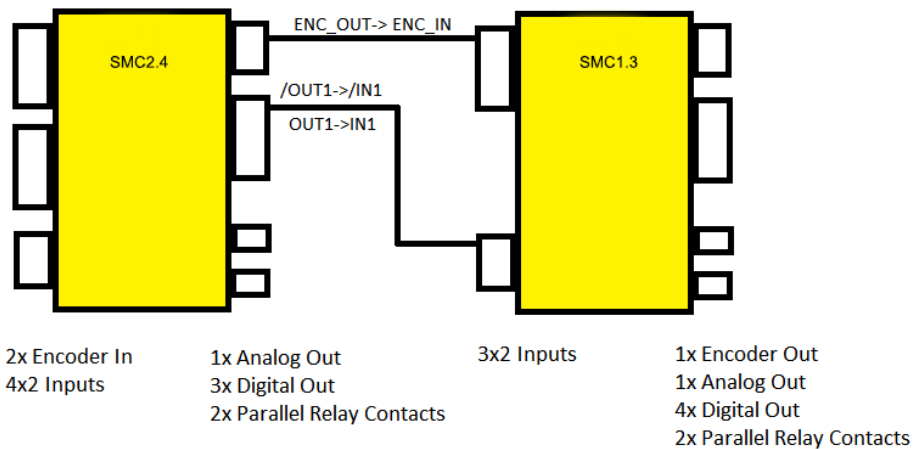 ENC_OUT-> ENC_IN
SMC2.4
SMC1.3
/OUT1->/IN1
OUT1->IN1
2x Encoder In
4x2 Inputs
1x Analog Out
3x Digital Out
2x Parallel Relay Contacts
3x2 Inputs
1x Encoder Out
1x Analog Out
4x Digital Out
2x Parallel Relay Contacts